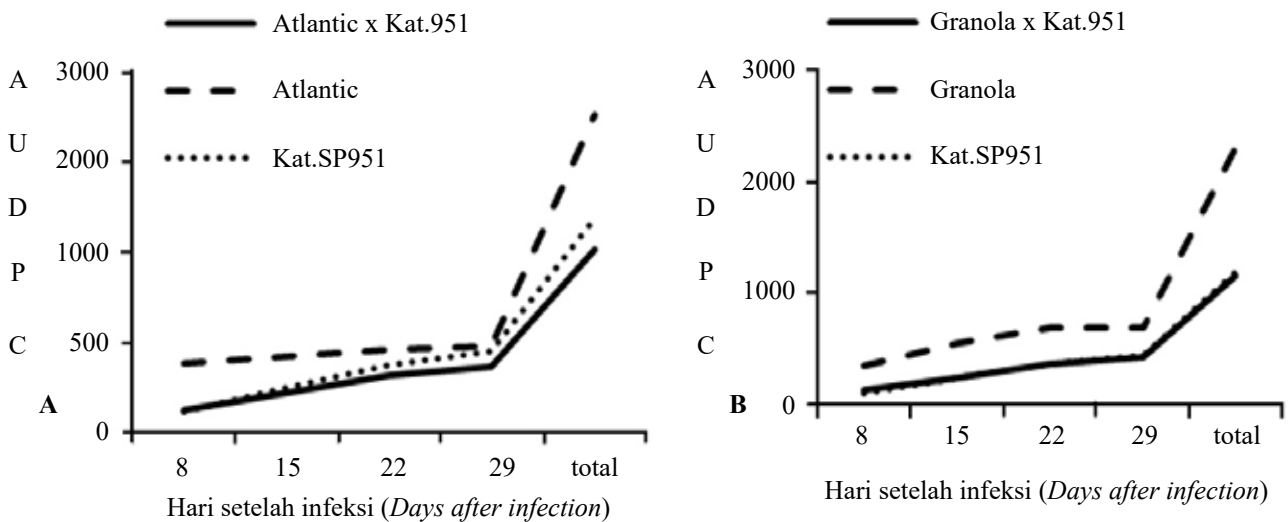 Atlantic x Kat.951
Atlantic
Kat.SP951
A
U
D
P
C
3000
2000
1000
500
0
A
8 15 22 29 total
Hari setelah infeksi (Days after infection)
Granola x Kat.951
Granola
Kat.SP951
A
U
D
P
C
3000
2000
1000
0
B
8 15 22 29 total
Hari setelah infeksi (Days after infection)